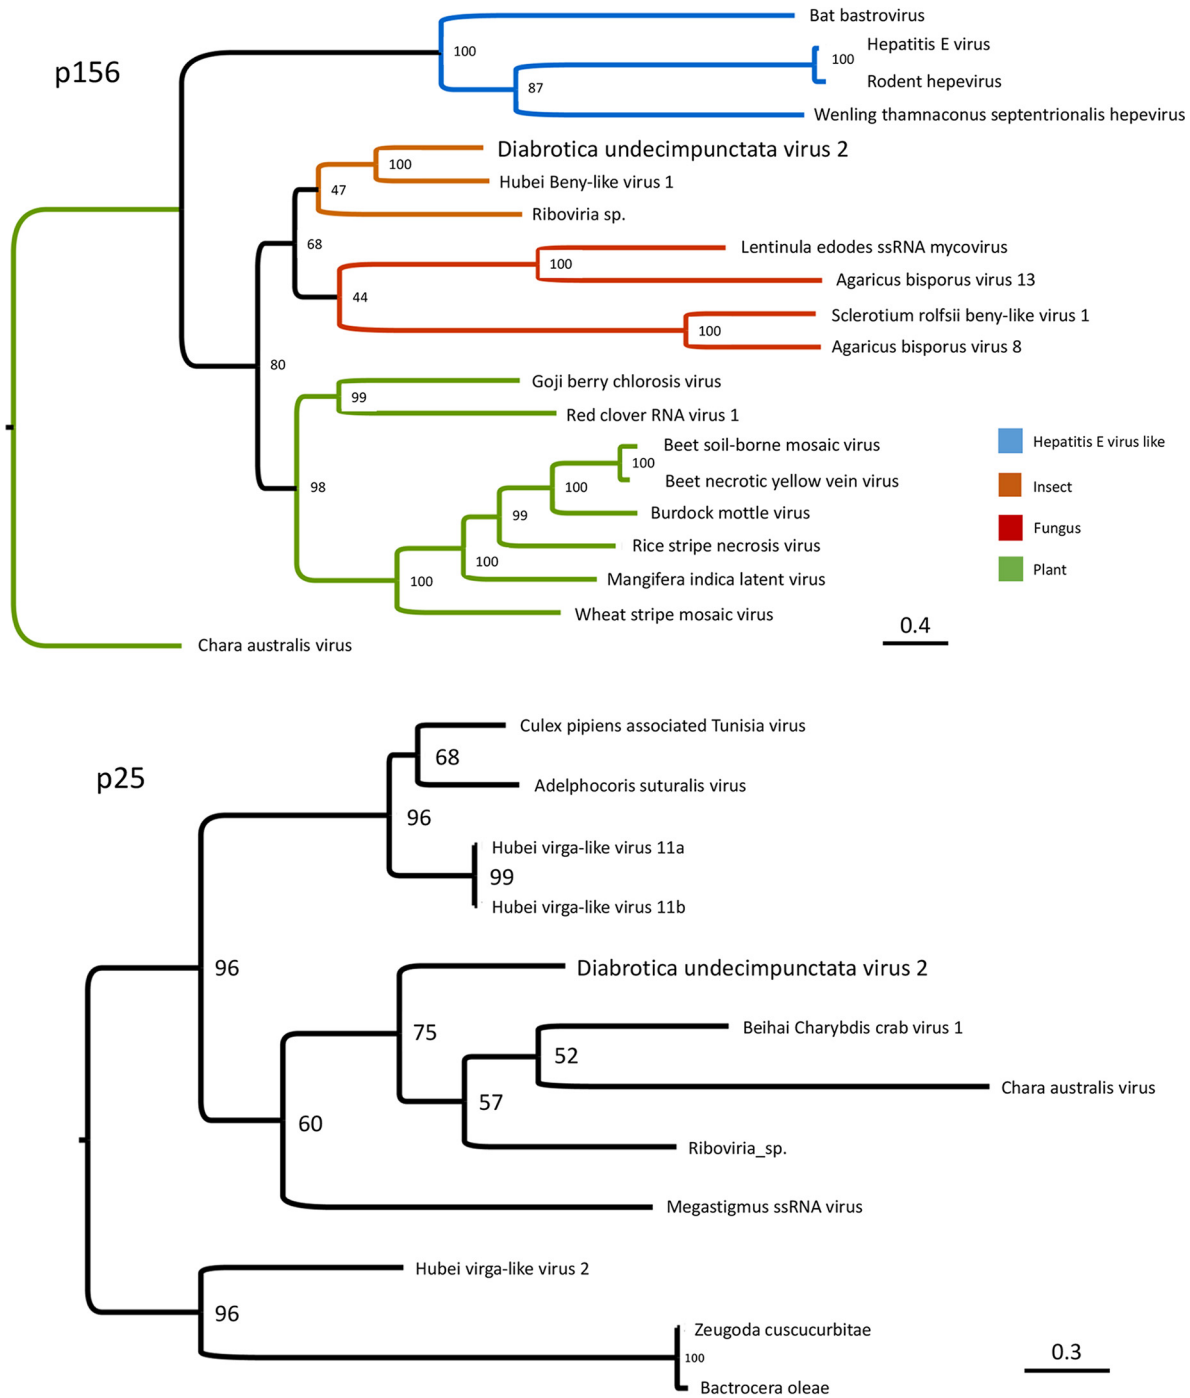 p156
Bat bastrovirus
100
Hepatitis E virus
100
Rodent hepevirus
87
Wenling thamnaconus septentrionalis hepevirus
Diabrotica undecimpunctata virus 2
100
Hubei Beny-like virus 1
47
Riboviria sp.
68
Lentinula edodes ssRNA mycovirus
100
Agaricus bisporus virus 13
44
Sclerotium rolfsii beny-like virus 1
100
Agaricus bisporus virus 8
80
Goji berry chlorosis virus
99
Red clover RNA virus 1
98
Beet soil-borne mosaic virus
100
Beet necrotic yellow vein virus
100
Burdock mottle virus
99
Rice stripe necrosis virus
100
Mangifera indica latent virus
100
Wheat stripe mosaic virus
Chara australis virus
Hepatitis E virus like
Insect
Fungus
Plant
0.4
p25
Culex pipiens associated Tunisia virus
68
Adelphocoris suturalis virus
96
Hubei virga-like virus 11a
99
Hubei virga-like virus 11b
96
Diabrotica undecimpunctata virus 2
75
Beihai Charybdis crab virus 1
52
Chara australis virus
57
60
Riboviria_sp.
Megastigmus ssRNA virus
Hubei virga-like virus 2
96
Zeugoda cuscucurbitae
100
Bactrocera oleae
0.3